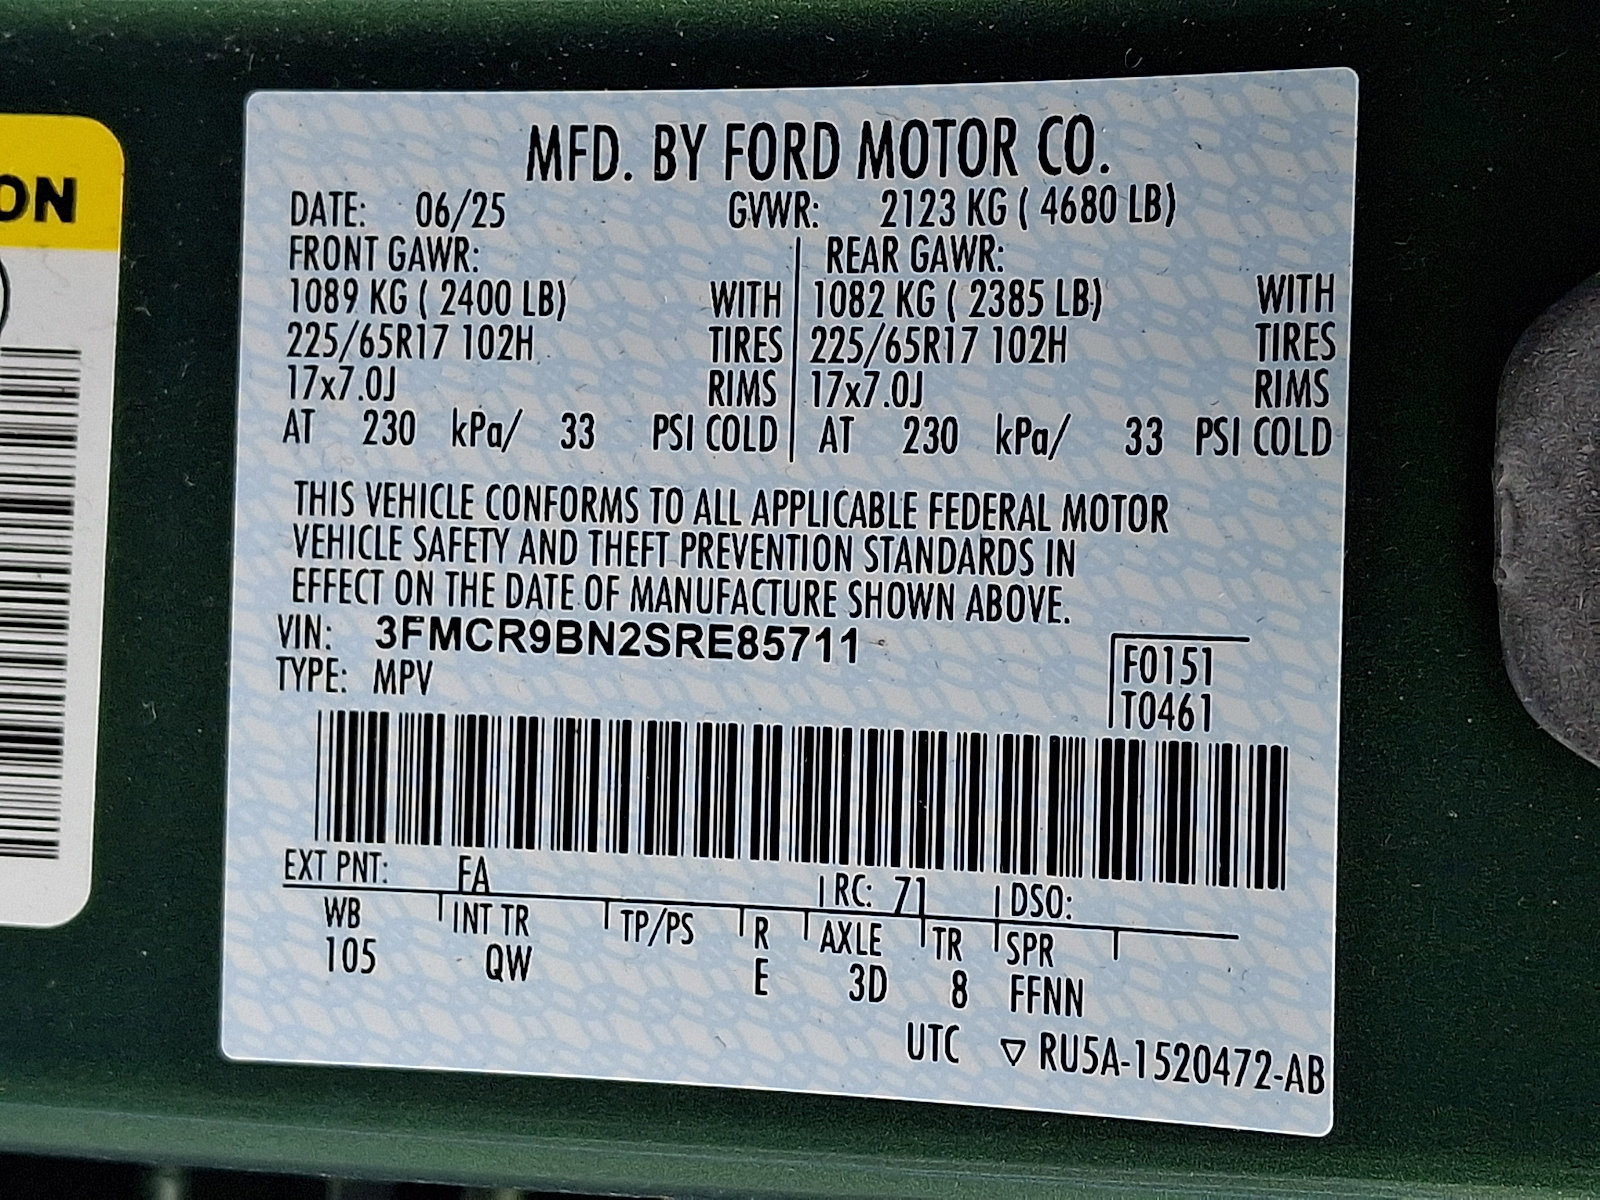 ON
MFD. BY FORD MOTOR CO.
DATE: 06/25 GVWR: 2123 KG ( 4680 LB)
FRONT GAWR: REAR GAWR:
1089 KG ( 2400 LB) WITH 1082 KG ( 2385 LB) WITH
225/65R17 102H TIRES 225/65R17 102H TIRES
17x7.0J RIMS 17x7.0J RIMS
AT 230 kPa/ 33 PSI COLD AT 230 kPa/ 33 PSI COLD
THIS VEHICLE CONFORMS TO ALL APPLICABLE FEDERAL MOTOR
VEHICLE SAFETY AND THEFT PREVENTION STANDARDS IN
EFFECT ON THE DATE OF MANUFACTURE SHOWN ABOVE.
VIN: 3FMCR9BN2SRE85711
TYPE: MPV
F0151
T0461
EXT PNT: FA RC: 71 DSO:
WB INT TR TP/PS R AXLE TR SPR
105 QW E 3D 8 FFNN
UTC ▽ RU5A-1520472-AB